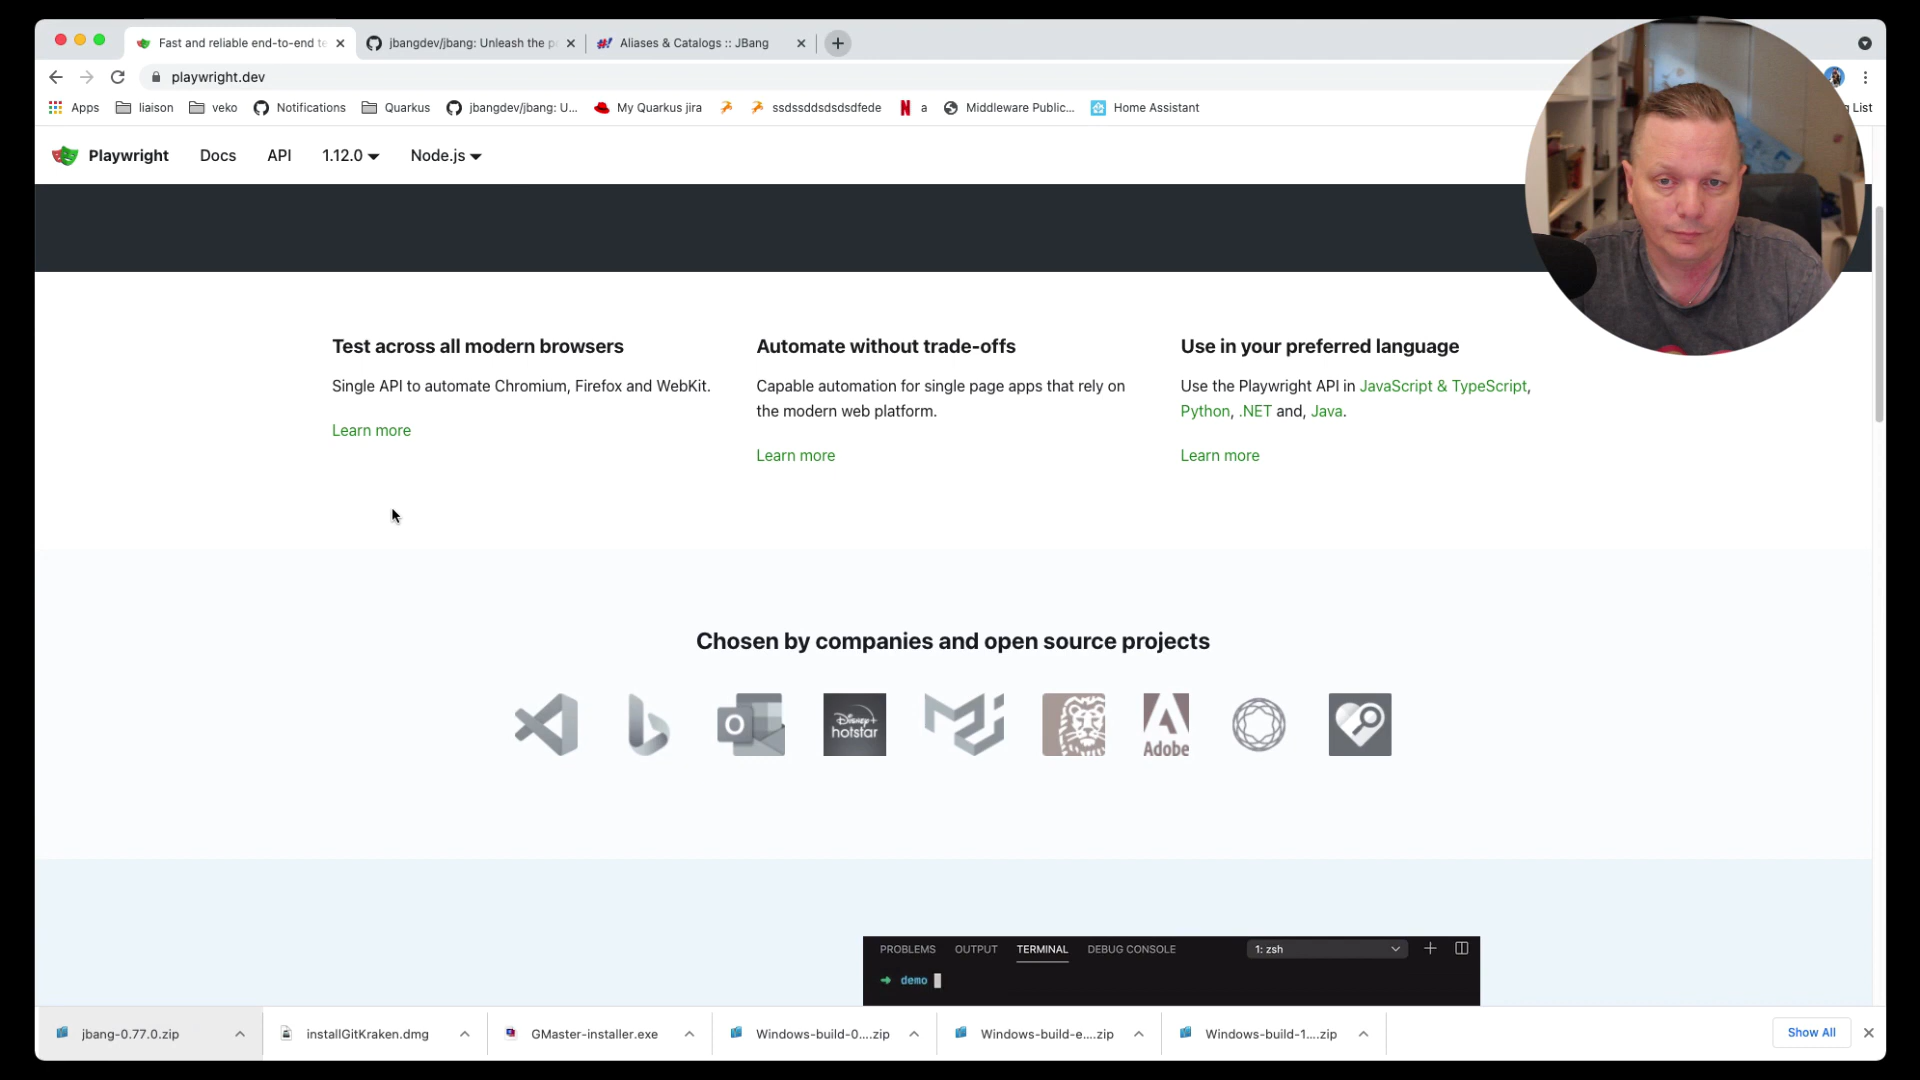 Fast and reliable end-to-end te
jbangdev/jbang: Unleash the p
Aliases & Catalogs :: JBang
playwright.dev
Apps
liaison
veko
Notifications
Quarkus
jbangdev/jbang: U...
My Quarkus jira
ssdssddsdsdsdfede
a
Middleware Public...
Home Assistant
List
Playwright
Docs
API
1.12.0
Node.js
Test across all modern browsers
Single API to automate Chromium, Firefox and WebKit.
Learn more
Automate without trade-offs
Capable automation for single page apps that rely on
the modern web platform.
Learn more
Use in your preferred language
Use the Playwright API in JavaScript & TypeScript,
Python, .NET and, Java.
Learn more
Chosen by companies and open source projects
Disney+
hotstar
Adobe
PROBLEMS
OUTPUT
TERMINAL
DEBUG CONSOLE
1: zsh
demo
jbang-0.77.0.zip
installGitKraken.dmg
GMaster-installer.exe
Windows-build-0....zip
Windows-build-e....zip
Windows-build-1....zip
Show All